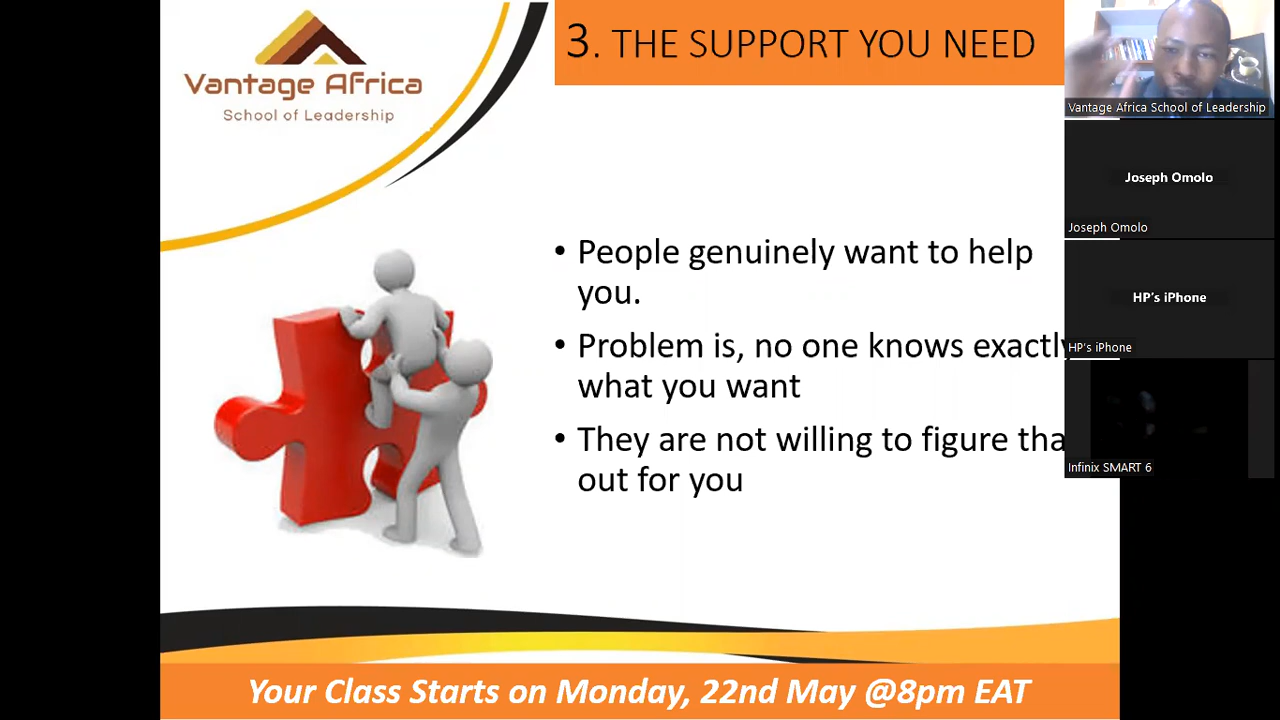 Vantage Africa
School of Leadership
3. THE SUPPORT YOU NEED
• People genuinely want to help
you.
• Problem is, no one knows exactly
what you want
• They are not willing to figure tha
out for you
Your Class Starts on Monday, 22nd May @8pm EAT
Vantage Africa School of Leadership
Joseph Omolo
Joseph Omolo
HP's iPhone
HP's iPhone
Infinix SMART 6